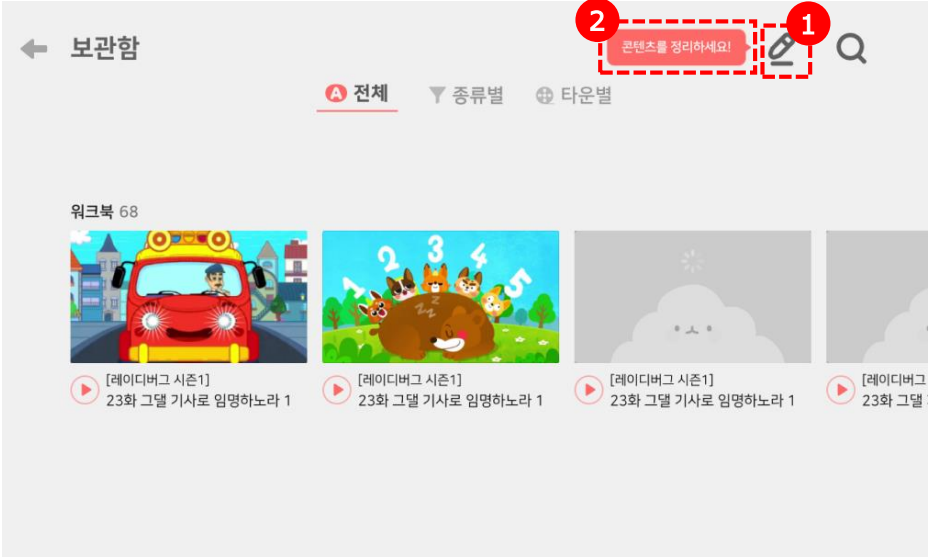 2
1
보관함
콘텐츠를 정리하세요!
A 전체
종류별
타운별
워크북 68
1 2 3 4 5
z z z
[레이디버그 시즌1]
23화 그댈 기사로 임명하노라 1
[레이디버그 시즌1]
23화 그댈 기사로 임명하노라 1
[레이디버그 시즌1]
23화 그댈 기사로 임명하노라 1
[레이디버그
23화 그댈